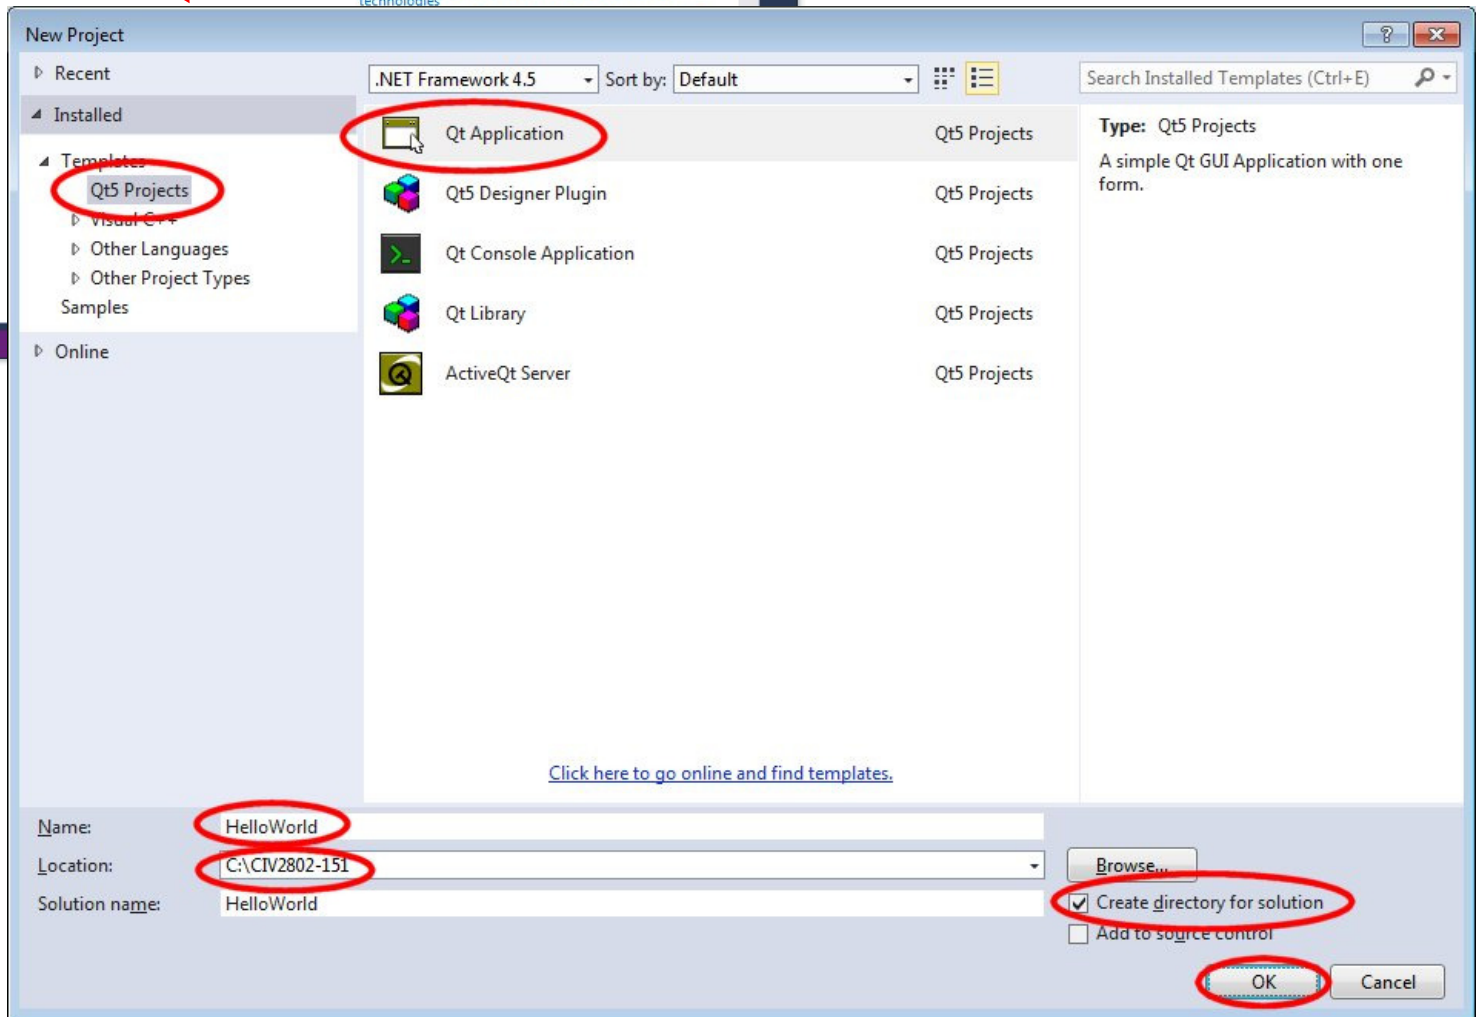 technologies
New Project
Recent
.NET Framework 4.5
Sort by:
Default
Search Installed Templates (Ctrl+E)
Installed
Templates
Qt5 Projects
Visual C++
Other Languages
Other Project Types
Samples
Online
Qt Application
Qt5 Projects
Qt5 Designer Plugin
Qt5 Projects
Qt Console Application
Qt5 Projects
Qt Library
Qt5 Projects
ActiveQt Server
Qt5 Projects
Type: Qt5 Projects
A simple Qt GUI Application with one
form.
Click here to go online and find templates.
Name:
HelloWorld
Location:
C:\CIV2802-151
Browse...
Solution name:
HelloWorld
Create directory for solution
Add to source control
OK
Cancel